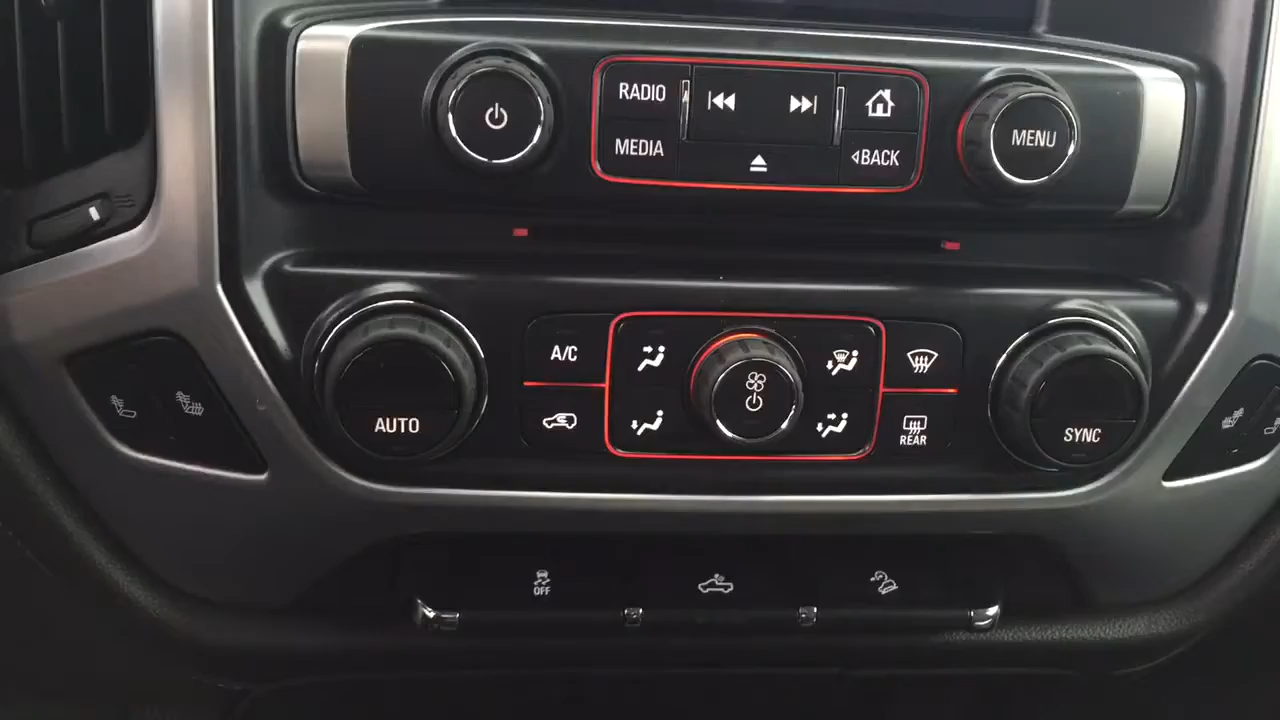 RADIO
MEDIA
◃BACK
MENU
A/C
AUTO
REAR
SYNC
OFF